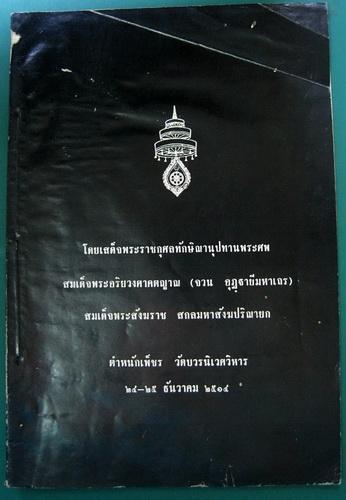 โดยเสด็จพระราชกุศลทักษิณานุปทานพระศพ
สมเด็จพระอริยวงศาคตญาณ (จวน อุฏฺฐายีมหาเถร)
สมเด็จพระสังฆราช สกลมหาสังฆปริณายก
ตำหนักเพ็ชร วัดบวรนิเวศวิหาร
๒๔–๒๕ ธันวาคม ๒๕๑๔